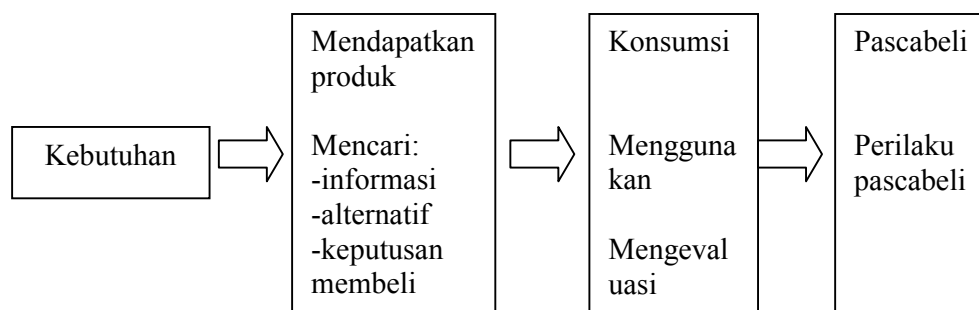 Kebutuhan
Mendapatkan
produk
Mencari:
-informasi
-alternatif
-keputusan
membeli
Konsumsi
Mengguna
kan
Mengeval
uasi
Pascabeli
Perilaku
pascabeli